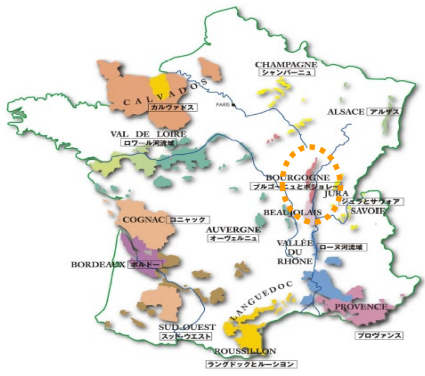 CHAMPAGNE
シャンパーニュ
CALVADOS
カルヴァドス
PARIS
ALSACE アルザス
VAL DE LOIRE
ロワール河流域
BOURGOGNE
ブルゴーニュとボジョレー
JURA
ジュラとサヴォア
SAVOIE
BEAUJOLAIS
COGNAC コニャック
AUVERGNE
オーヴェルニュ
VALLÉE
DU
RHÔNE
ローヌ河流域
BORDEAUX ボルドー
LANGUEDOC
PROVENCE
プロヴァンス
SUD-OUEST
スッド・ウエスト
ROUSSILLON
ラングドックとルーション